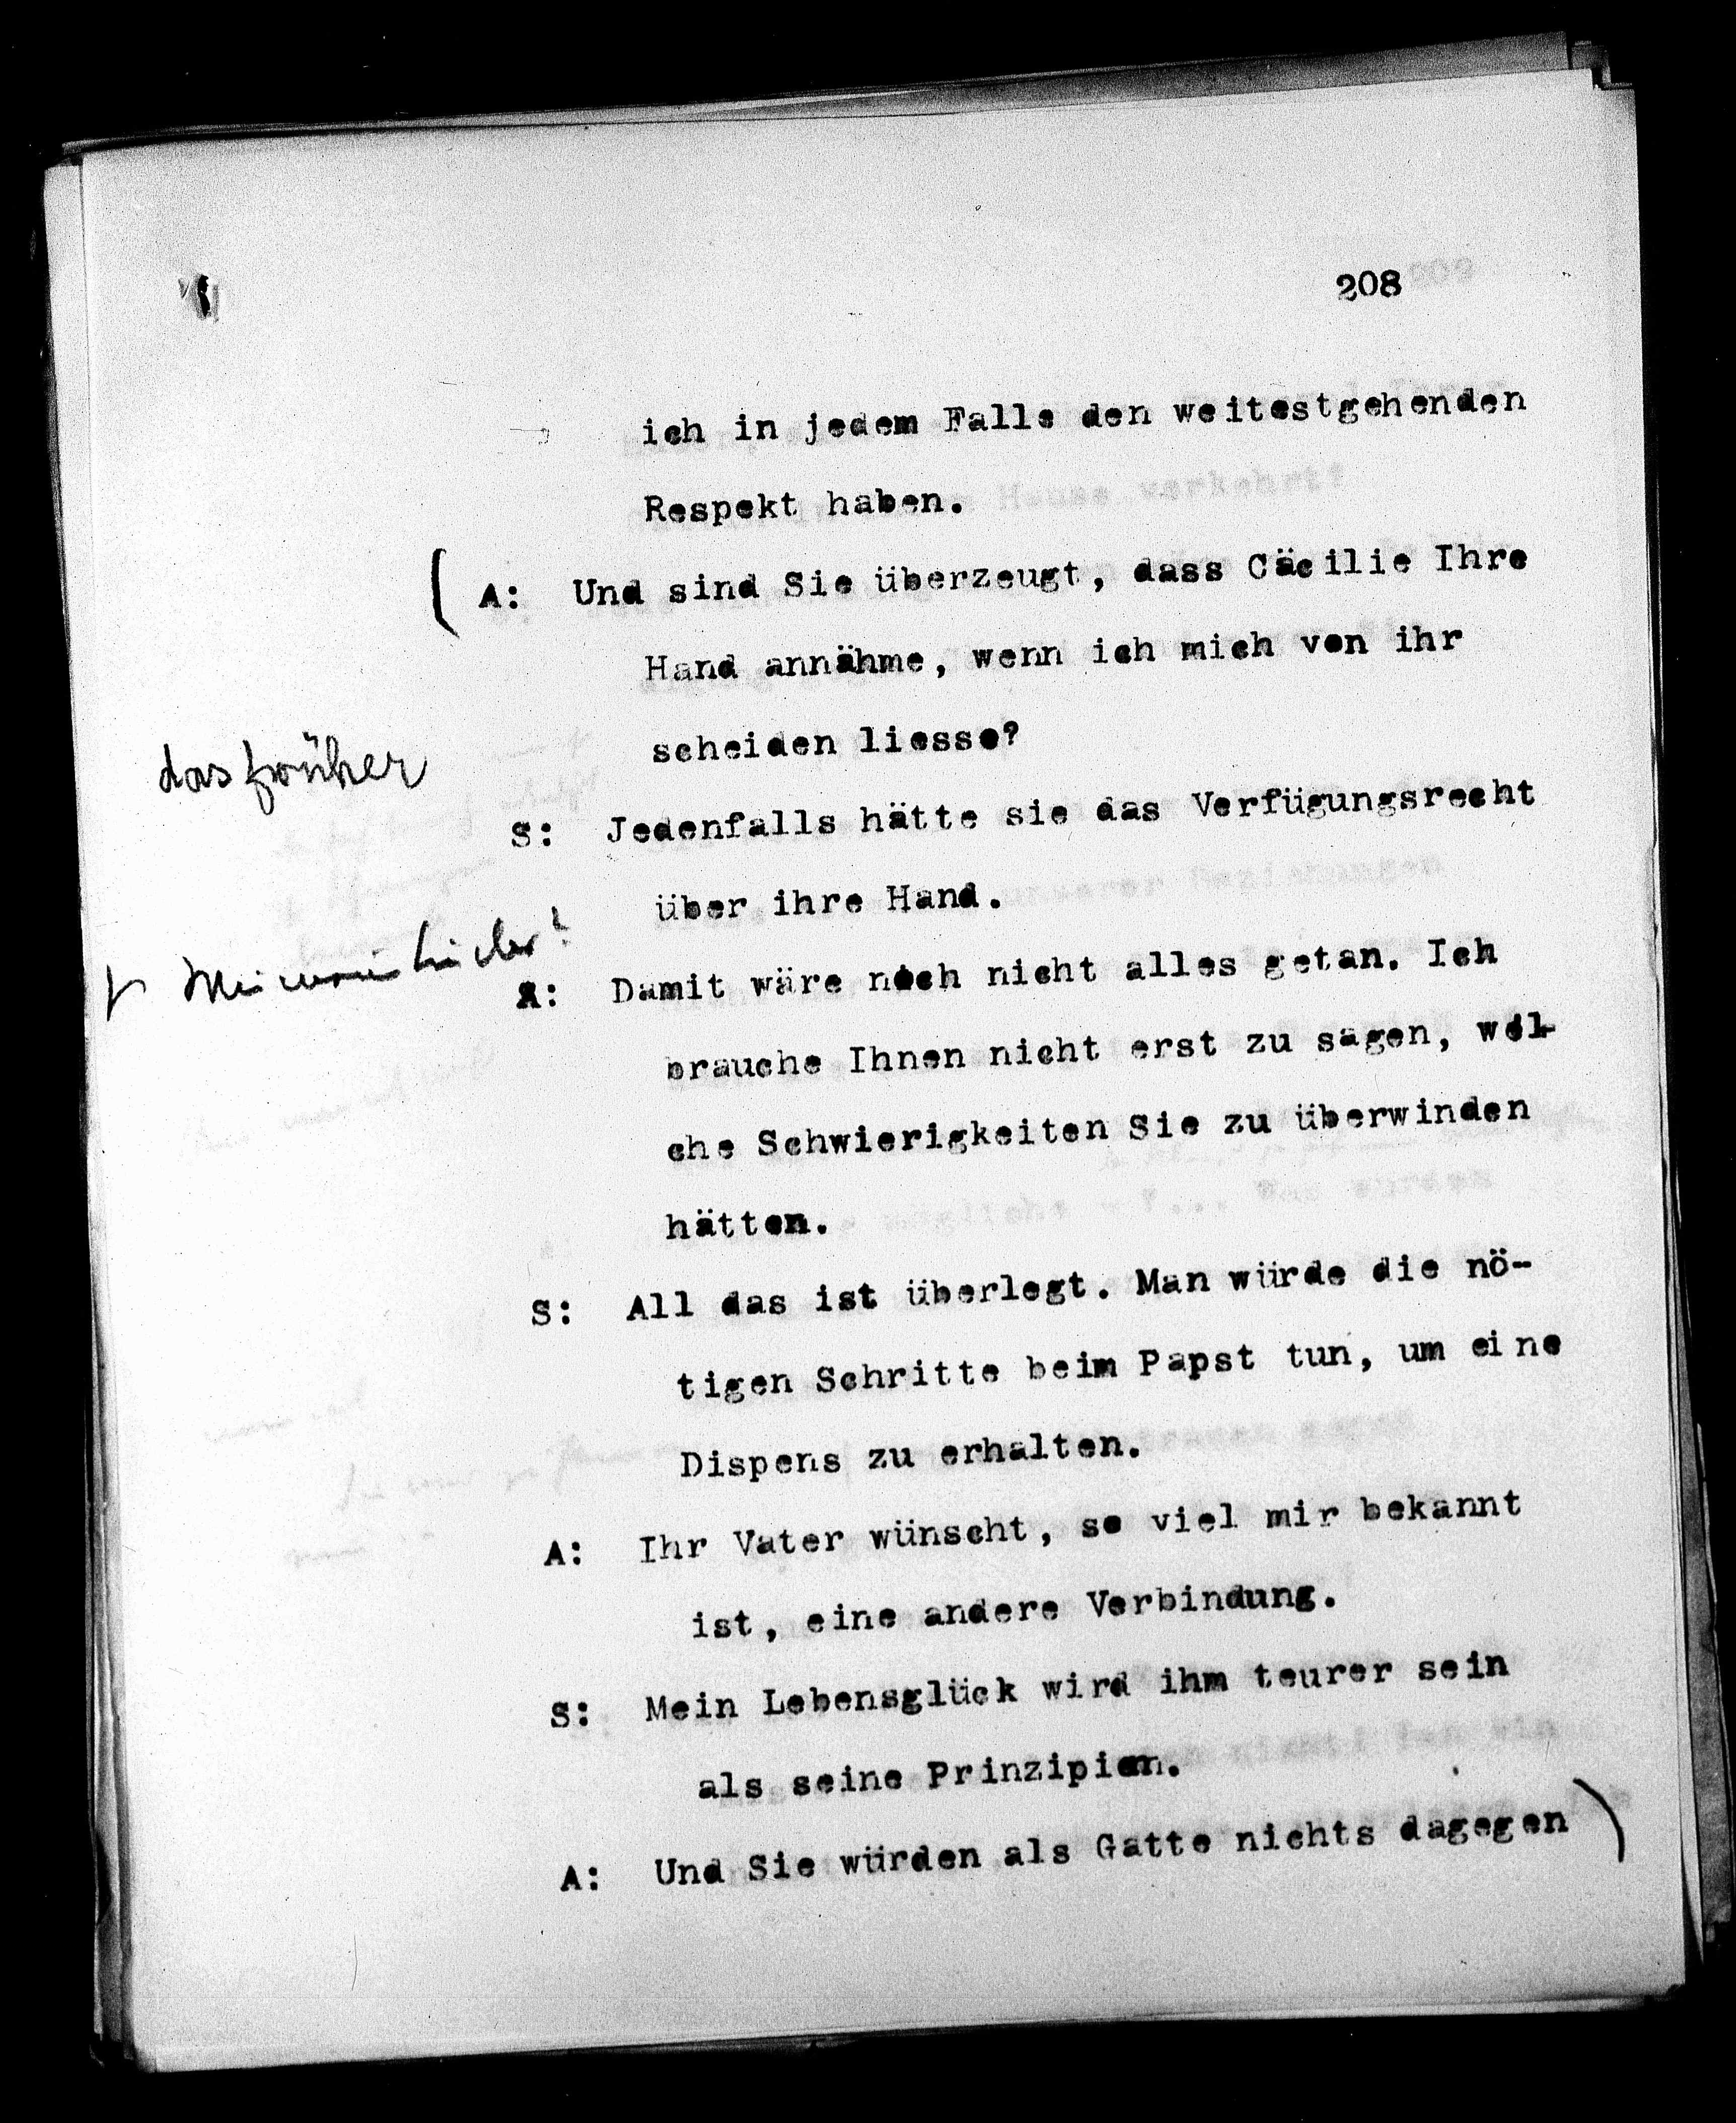 208
ich in jedem Falle den weitestgehenden
Respekt haben.
( A: Und sind Sie überzeugt, dass Cäcilie Ihre
Hand annähme, wenn ich mich von ihr
scheiden liesse?
das früher
S: Jedenfalls hätte sie das Verfügungsrecht
über ihre Hand.
A: Damit wäre noch nicht alles getan. Ich
brauche Ihnen nicht erst zu sagen, wel-
che Schwierigkeiten Sie zu überwinden
hätten.
S: All das ist überlegt. Man würde die nö-
tigen Schritte beim Papst tun, um eine
Dispens zu erhalten.
A: Ihr Vater wünscht, so viel mir bekannt
ist, eine andere Verbindung.
S: Mein Lebensglück wird ihm teurer sein
als seine Prinzipien.
A: Und Sie würden als Gatte nichts dagegen )